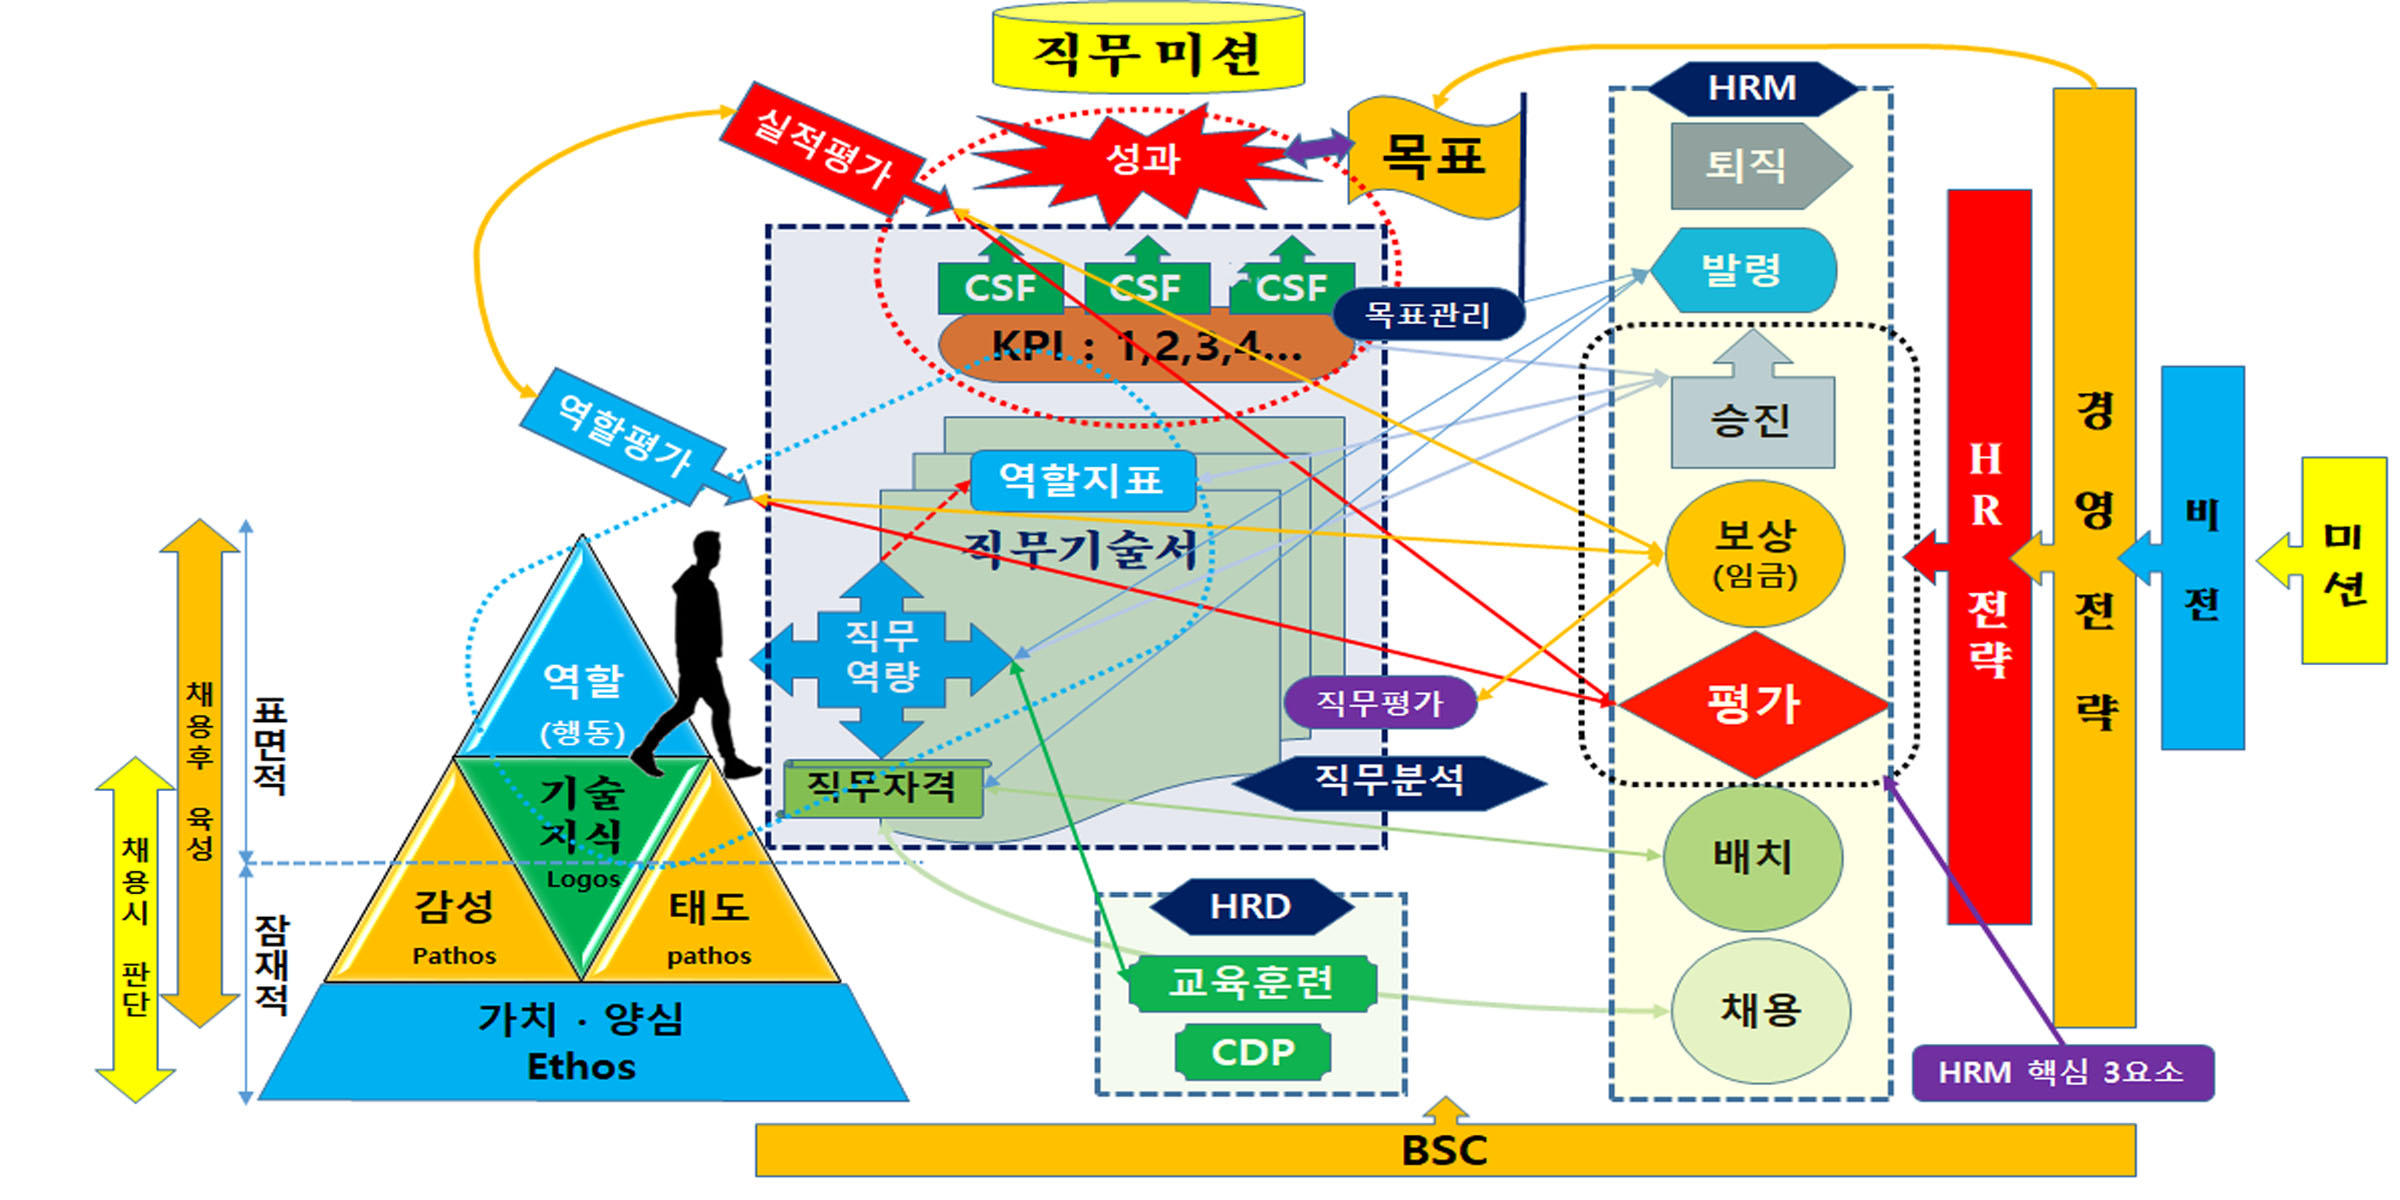 직무 미션
HRM
실적평가
성과
목표
퇴직
발령
CSF
CSF
CSF
목표관리
KPI : 1,2,3,4...
역할평가
승진
역할지표
직무기술서
보상
(임금)
직무
역량
평가
직무평가
직무분석
직무자격
배치
채용
HRD
교육훈련
CDP
HRM 핵심 3요소
BSC
HR 전략
경영전략
비전
미션
채용시 판단
채용후 육성
표면적
잠재적
역할
(행동)
기술
지식
Logos
감성
Pathos
태도
pathos
가치 · 양심
Ethos